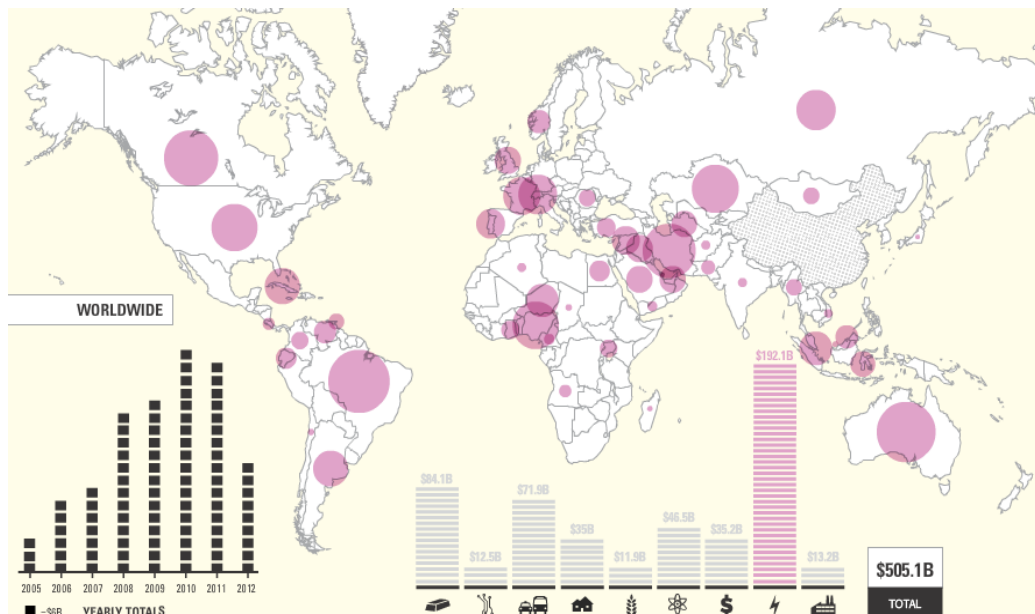 WORLDWIDE
$192.1B
$84.1B
$71.9B
$46.5B
$35B
$35.2B
$12.5B
$11.9B
$13.2B
$505.1B
TOTAL
2005 2006 2007 2008 2009 2010 2011 2012
=$6B YEARLY TOTALS
$